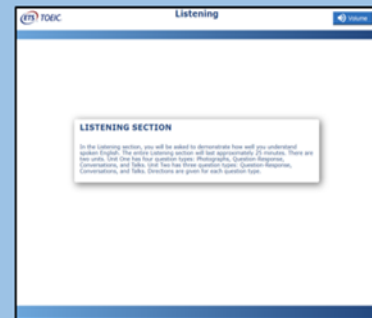 ETS TOEIC
Listening
Volume
LISTENING SECTION
In the Listening section, you will be asked to demonstrate how well you understand
spoken English. The entire Listening section will last approximately 25 minutes. There are
two units. Unit One has four question types: Photographs, Question Response,
Conversations, and Talks. Unit Two has three question types: Question Response,
Conversations, and Talks. Directions are given for each question type.